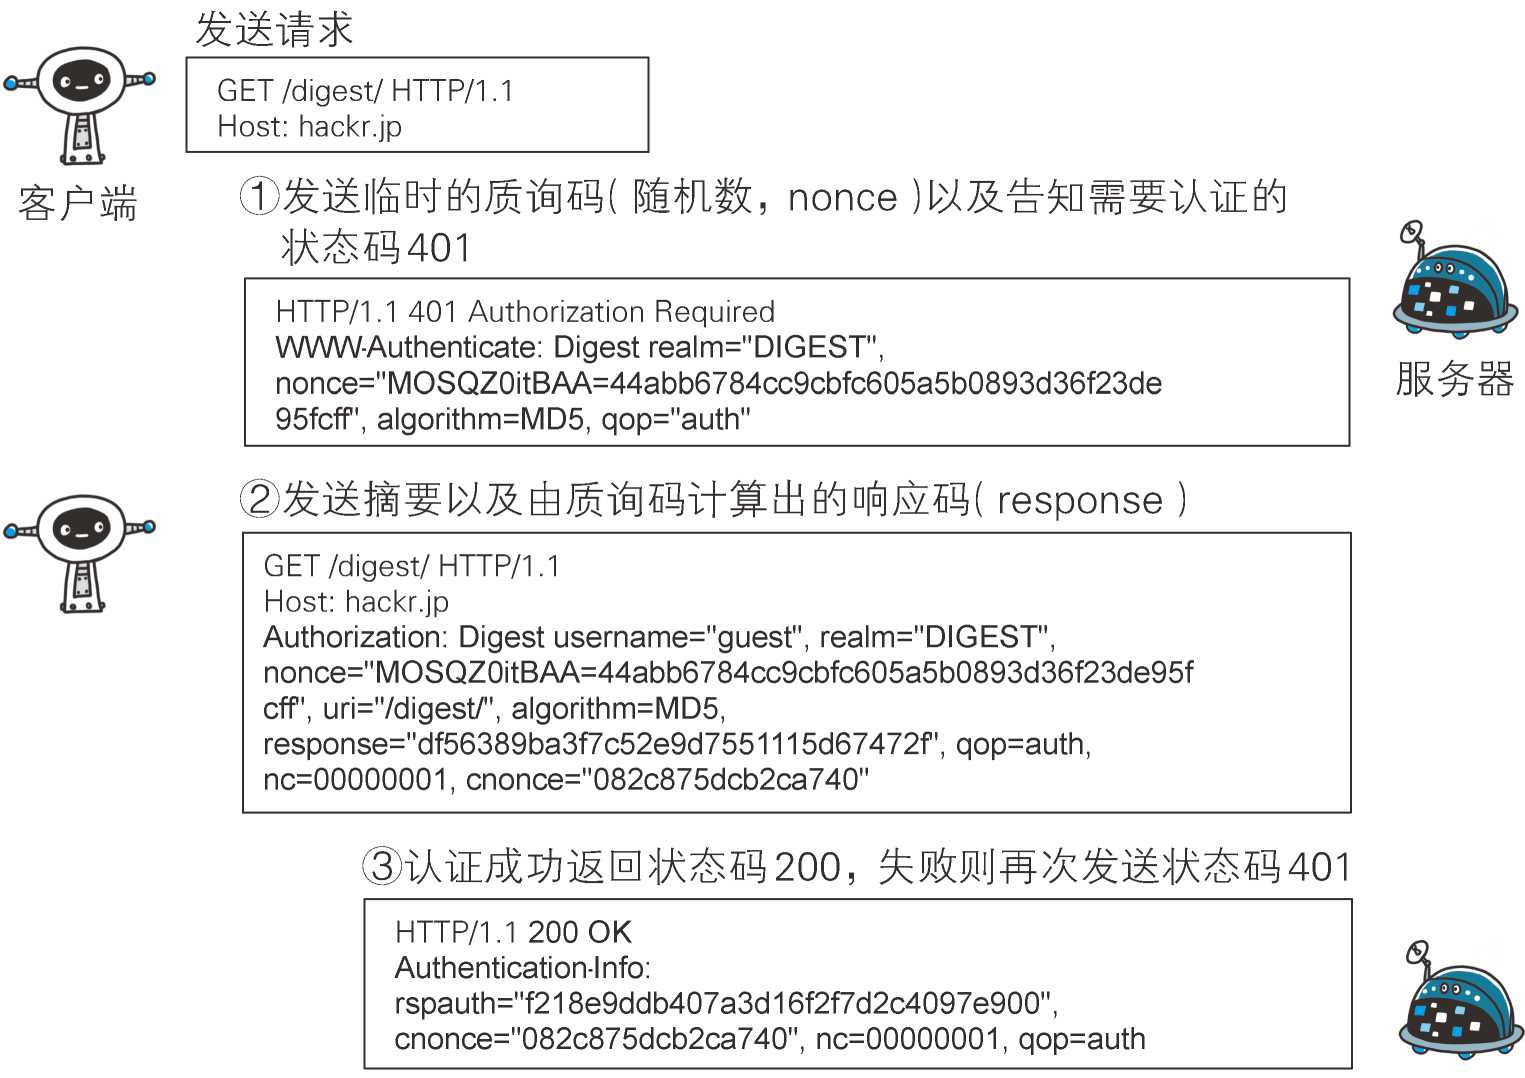 发送请求
GET /digest/ HTTP/1.1
Host: hackr.jp
客户端
①发送临时的质询码(随机数，nonce)以及告知需要认证的
状态码401
HTTP/1.1 401 Authorization Required
WWW-Authenticate: Digest realm="DIGEST",
nonce="MOSQZ0itBAA=44abb6784cc9cbfc605a5b0893d36f23de
95fcff", algorithm=MD5, qop="auth"
服务器
②发送摘要以及由质询码计算出的响应码(response)
GET /digest/ HTTP/1.1
Host: hackr.jp
Authorization: Digest username="guest", realm="DIGEST",
nonce="MOSQZ0itBAA=44abb6784cc9cbfc605a5b0893d36f23de95f
cff", uri="/digest/", algorithm=MD5,
response="df56389ba3f7c52e9d7551115d67472f", qop=auth,
nc=00000001, cnonce="082c875dcb2ca740"
③认证成功返回状态码200，失败则再次发送状态码401
HTTP/1.1 200 OK
Authentication-Info:
rspauth="f218e9ddb407a3d16f2f7d2c4097e900",
cnonce="082c875dcb2ca740", nc=00000001, qop=auth